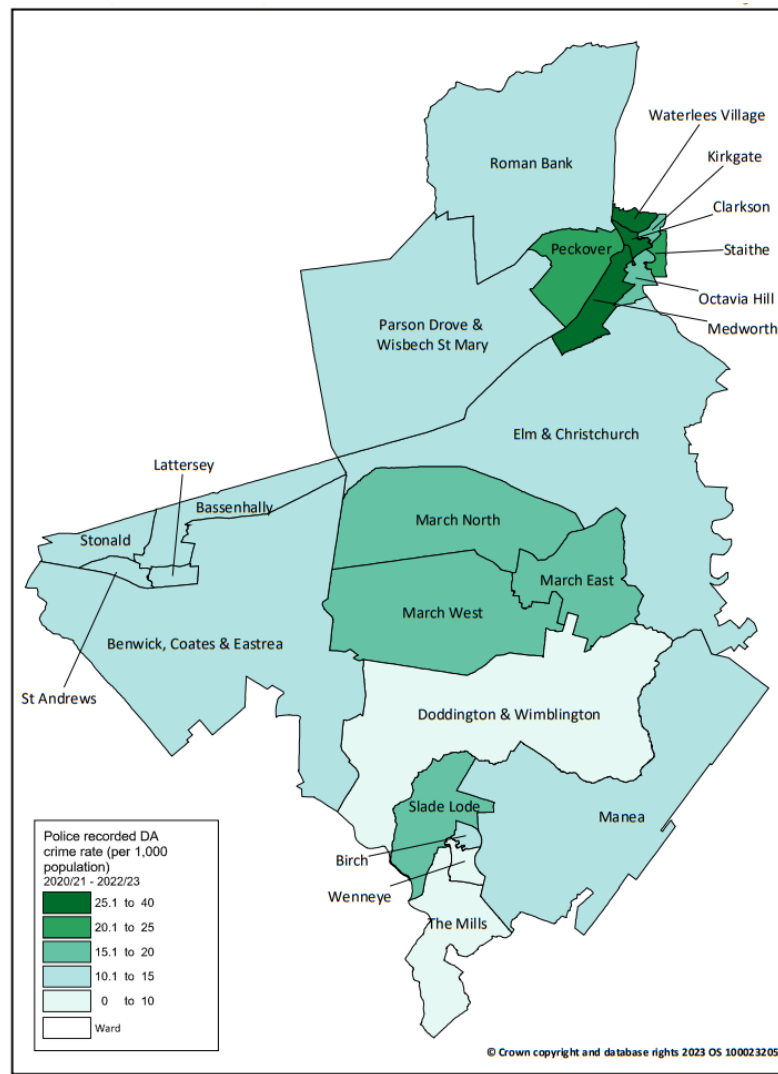 Waterlees Village
Kirkgate
Roman Bank
Clarkson
Peckover
Staithe
Octavia Hill
Parson Drove &
Wisbech St Mary
Medworth
Elm & Christchurch
Lattersey
Bassenhally
Stonald
March North
March East
March West
Benwick, Coates & Eastrea
St Andrews
Doddington & Wimblington
Slade Lode
Manea
Birch
Wenneye
The Mills
Police recorded DA
crime rate (per 1,000
population)
2020/21 - 2022/23
25.1 to 40
20.1 to 25
15.1 to 20
10.1 to 15
0 to 10
Ward
© Crown copyright and database rights 2023 OS 100023205